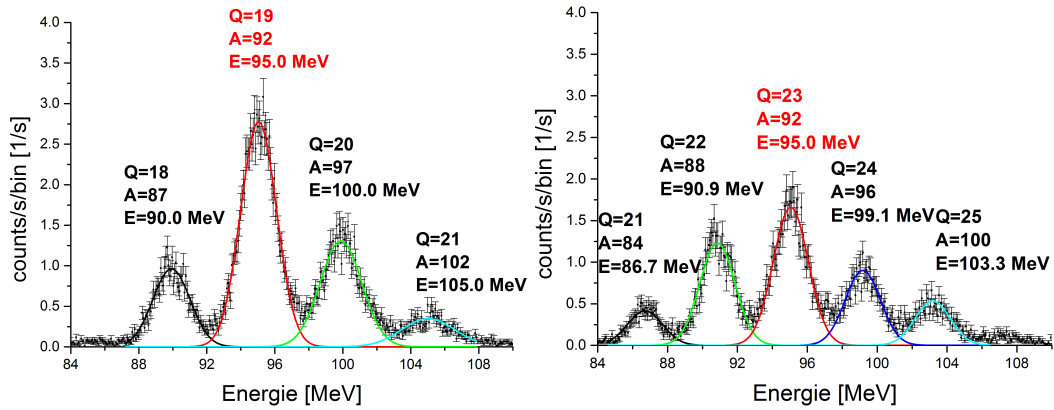 Q=19
A=92
E=95.0 MeV
Q=18
A=87
E=90.0 MeV
Q=20
A=97
E=100.0 MeV
Q=21
A=102
E=105.0 MeV
counts/s/bin [1/s]
4.0
3.5
3.0
2.5
2.0
1.5
1.0
0.5
0.0
84 88 92 96 100 104 108
Energie [MeV]
Q=23
A=92
E=95.0 MeV
Q=22
A=88
E=90.9 MeV
Q=24
A=96
E=99.1 MeV
Q=21
A=84
E=86.7 MeV
Q=25
A=100
E=103.3 MeV
counts/s/bin [1/s]
4.0
3.5
3.0
2.5
2.0
1.5
1.0
0.5
0.0
84 88 92 96 100 104 108
Energie [MeV]